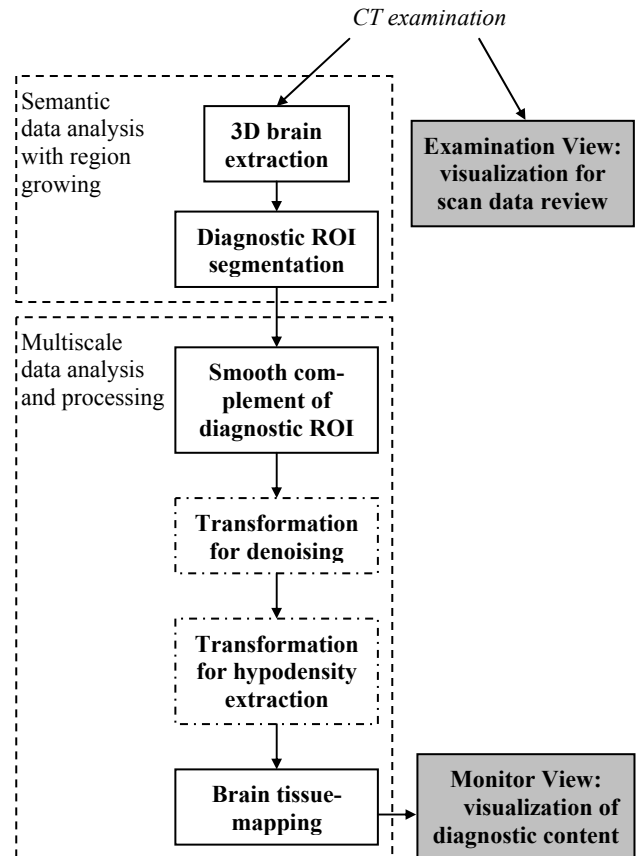 CT examination
Semantic
data analysis
with region
growing
3D brain
extraction
Examination View:
visualization for
scan data review
Diagnostic ROI
segmentation
Multiscale
data analysis
and processing
Smooth com-
plement of
diagnostic ROI
Transformation
for denoising
Transformation
for hypodensity
extraction
Brain tissue-
mapping
Monitor View:
visualization of
diagnostic content